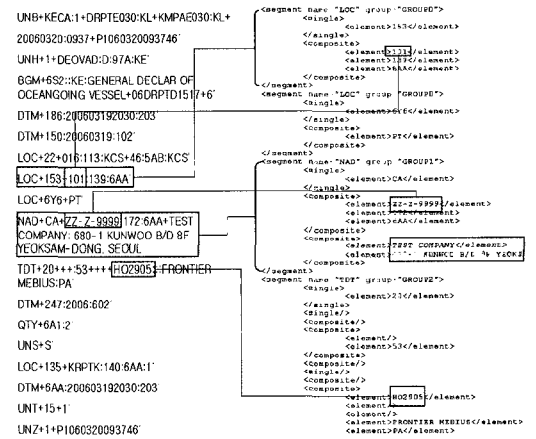 UNB+KECA:1+DRPTE030:KL+KMPAE030:KL+
20060320:0937+P1060320093746'
UNH+1+DEOVAD:D:97A:KE'
BGM+6S2::KE:GENERAL DECLAR OF
OCEANGOING VESSEL+06DRPTD1517+6'
DTM+186:200603192030:203'
DTM+150:20060319:102'
LOC+22+016:113:KCS+46:5AB:KCS'
LOC+153+101:139:6AA'
LOC+6Y6+PT'
NAD+CA+ZZ-Z-9999:172:6AA+TEST
COMPANY: 680-1 KUNWOO B/D 8F
YEOKSAM-DONG, SEOUL'
TDT+20+++:53++++HO2905::FRONTIER
MEBIUS:PA'
DTM+247:2006:602'
QTY+6A1:2'
UNS+S'
LOC+135+KRPTK:140:6AA:1'
DTM+6AA:200603192030:203'
UNT+15+1'
UNZ+1+P1060320093746'
<segment name="LOC" group="GROUP0">
<single>
<element>153</element>
</single>
<composite>
<element>101</element>
<element>139</element>
<element>6AA</element>
</composite>
</segment>
<segment name="LOC" group="GROUP0">
<single>
<element>6Y6</element>
</single>
<composite>
<element>PT</element>
</composite>
</segment>
<segment name="NAD" group="GROUP1">
<single>
<element>CA</element>
</single>
<composite>
<element>ZZ-Z-9999</element>
<element>172</element>
<element>6AA</element>
</composite>
<composite>
<element>TEST COMPANY</element>
KUNWOO B/D 8F YEOKS
</composite>
</segment>
<segment name="TDT" group="GROUP2">
<single>
<element>20</element>
</single>
<single/>
<composite/>
<composite>
<element/>
<element>53</element>
</composite>
<composite/>
<single/>
<composite/>
<composite>
<element>HO2905</element>
<element/>
<element/>
<element>FRONTIER MEBIUS</element>
<element>PA</element>